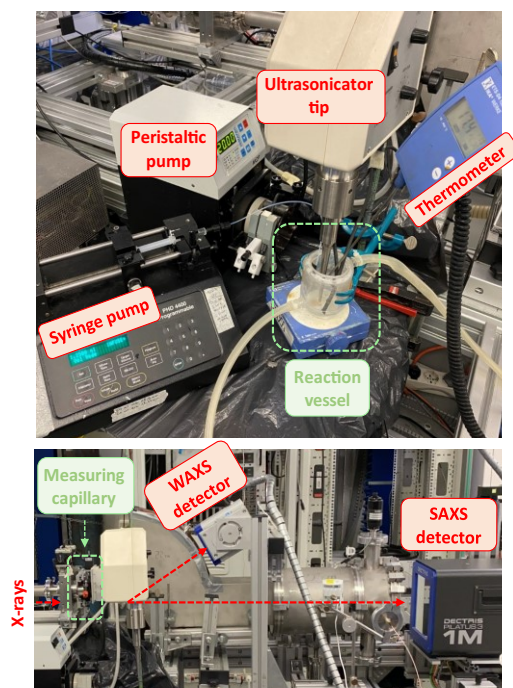 Ultrasonicator
tip
Peristaltic
pump
Thermometer
Syringe pump
PHD 4400
Programmable
Reaction
vessel
Measuring
capillary
WAXS
detector
SAXS
detector
X-rays
DECTRIS
PILATUS3
1M